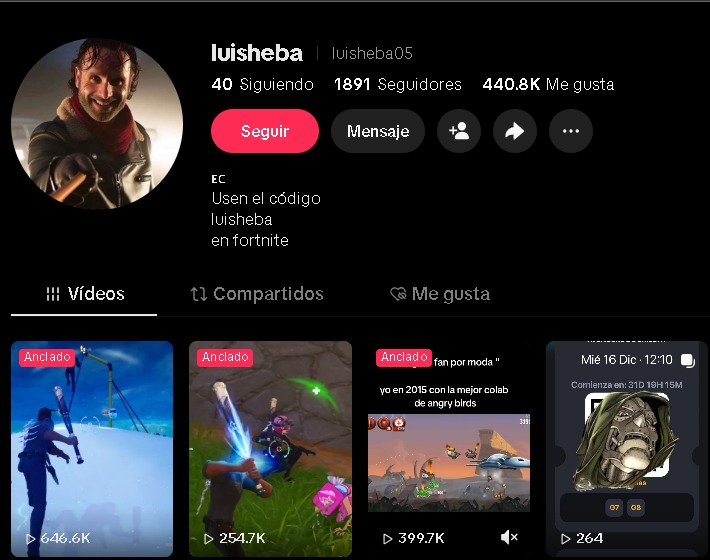 luisheba luisheba05
40 Siguiendo 1891 Seguidores 440.8K Me gusta
Seguir Mensaje
EC
Usen el código
luisheba
en fortnite
Vídeos Compartidos Me gusta
Anclado
646.6K
Anclado
254.7K
Anclado fan por moda "
yo en 2015 con la mejor colab
de angry birds
399.7K
Mié 16 Dic · 12:10
Comienza en: 31D 19H 15M
G7 G8
264